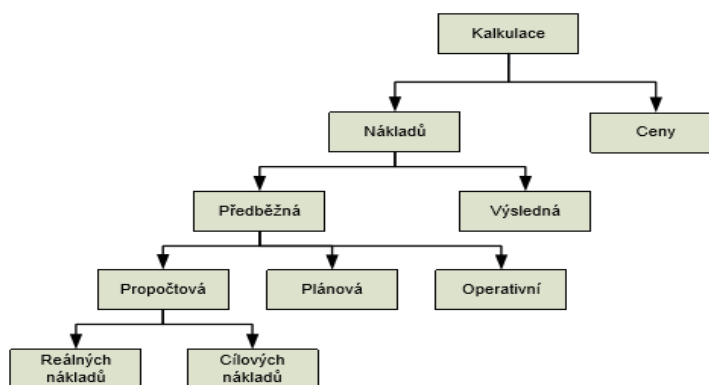 Kalkulace
Nákladů
Ceny
Předběžná
Výsledná
Propočtová
Plánová
Operativní
Reálných
nákladů
Cílových
nákladů